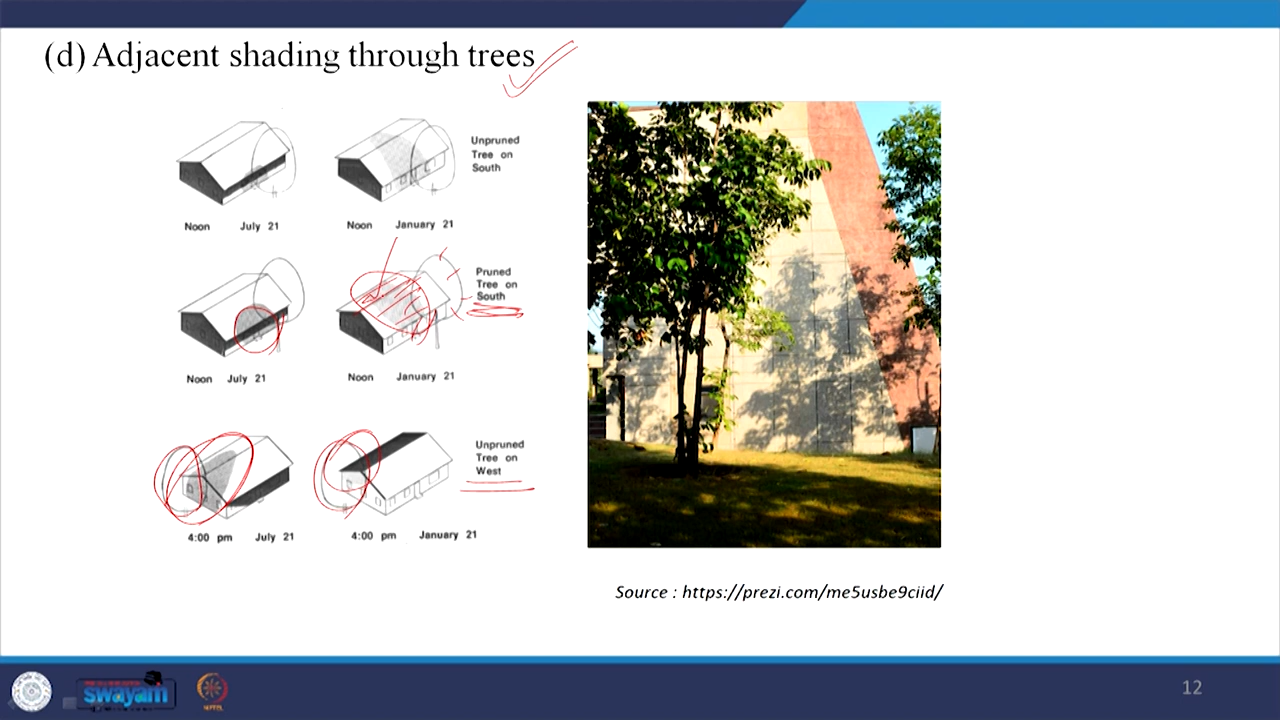 (d) Adjacent shading through trees
Unpruned
Tree on
South
Noon July 21
Noon January 21
Pruned
Tree on
South
Noon July 21
Noon January 21
Unpruned
Tree on
West
4:00 pm July 21
4:00 pm January 21
Source : https://prezi.com/me5usbe9ciid/
swayam
12